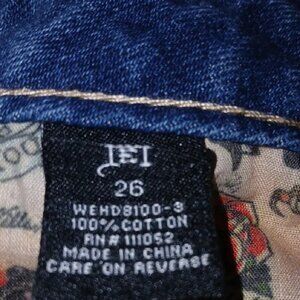 26
WEHD8100-3
100% COTTON
RN# 111052
MADE IN CHINA
CARE ON REVERSE